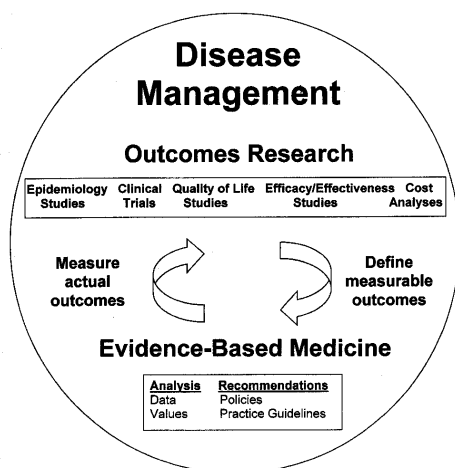 Disease
Management
Outcomes Research
Epidemiology Clinical Quality of Life Efficacy/Effectiveness Cost
Studies Trials Studies Studies Analyses
Measure
actual
outcomes
Define
measurable
outcomes
Evidence-Based Medicine
Analysis Recommendations
Data Policies
Values Practice Guidelines